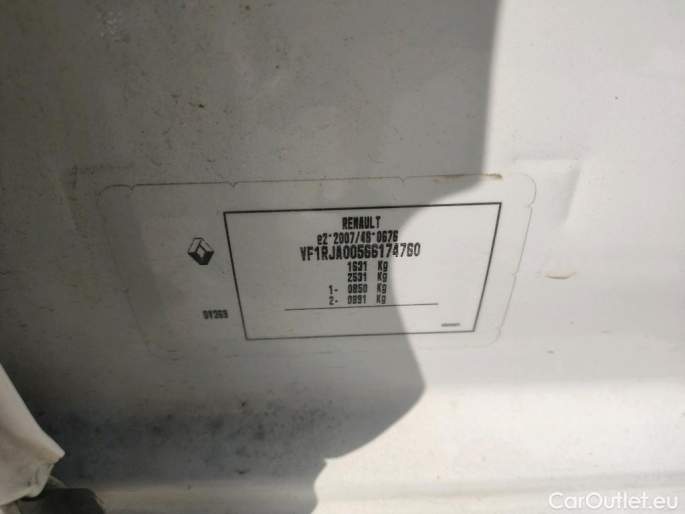 RENAULT
e2*2007/46*0676
VF1RJA00566174760
1631 Kg
2531 Kg
1- 0850 Kg
2- 0891 Kg
CarOutlet.eu